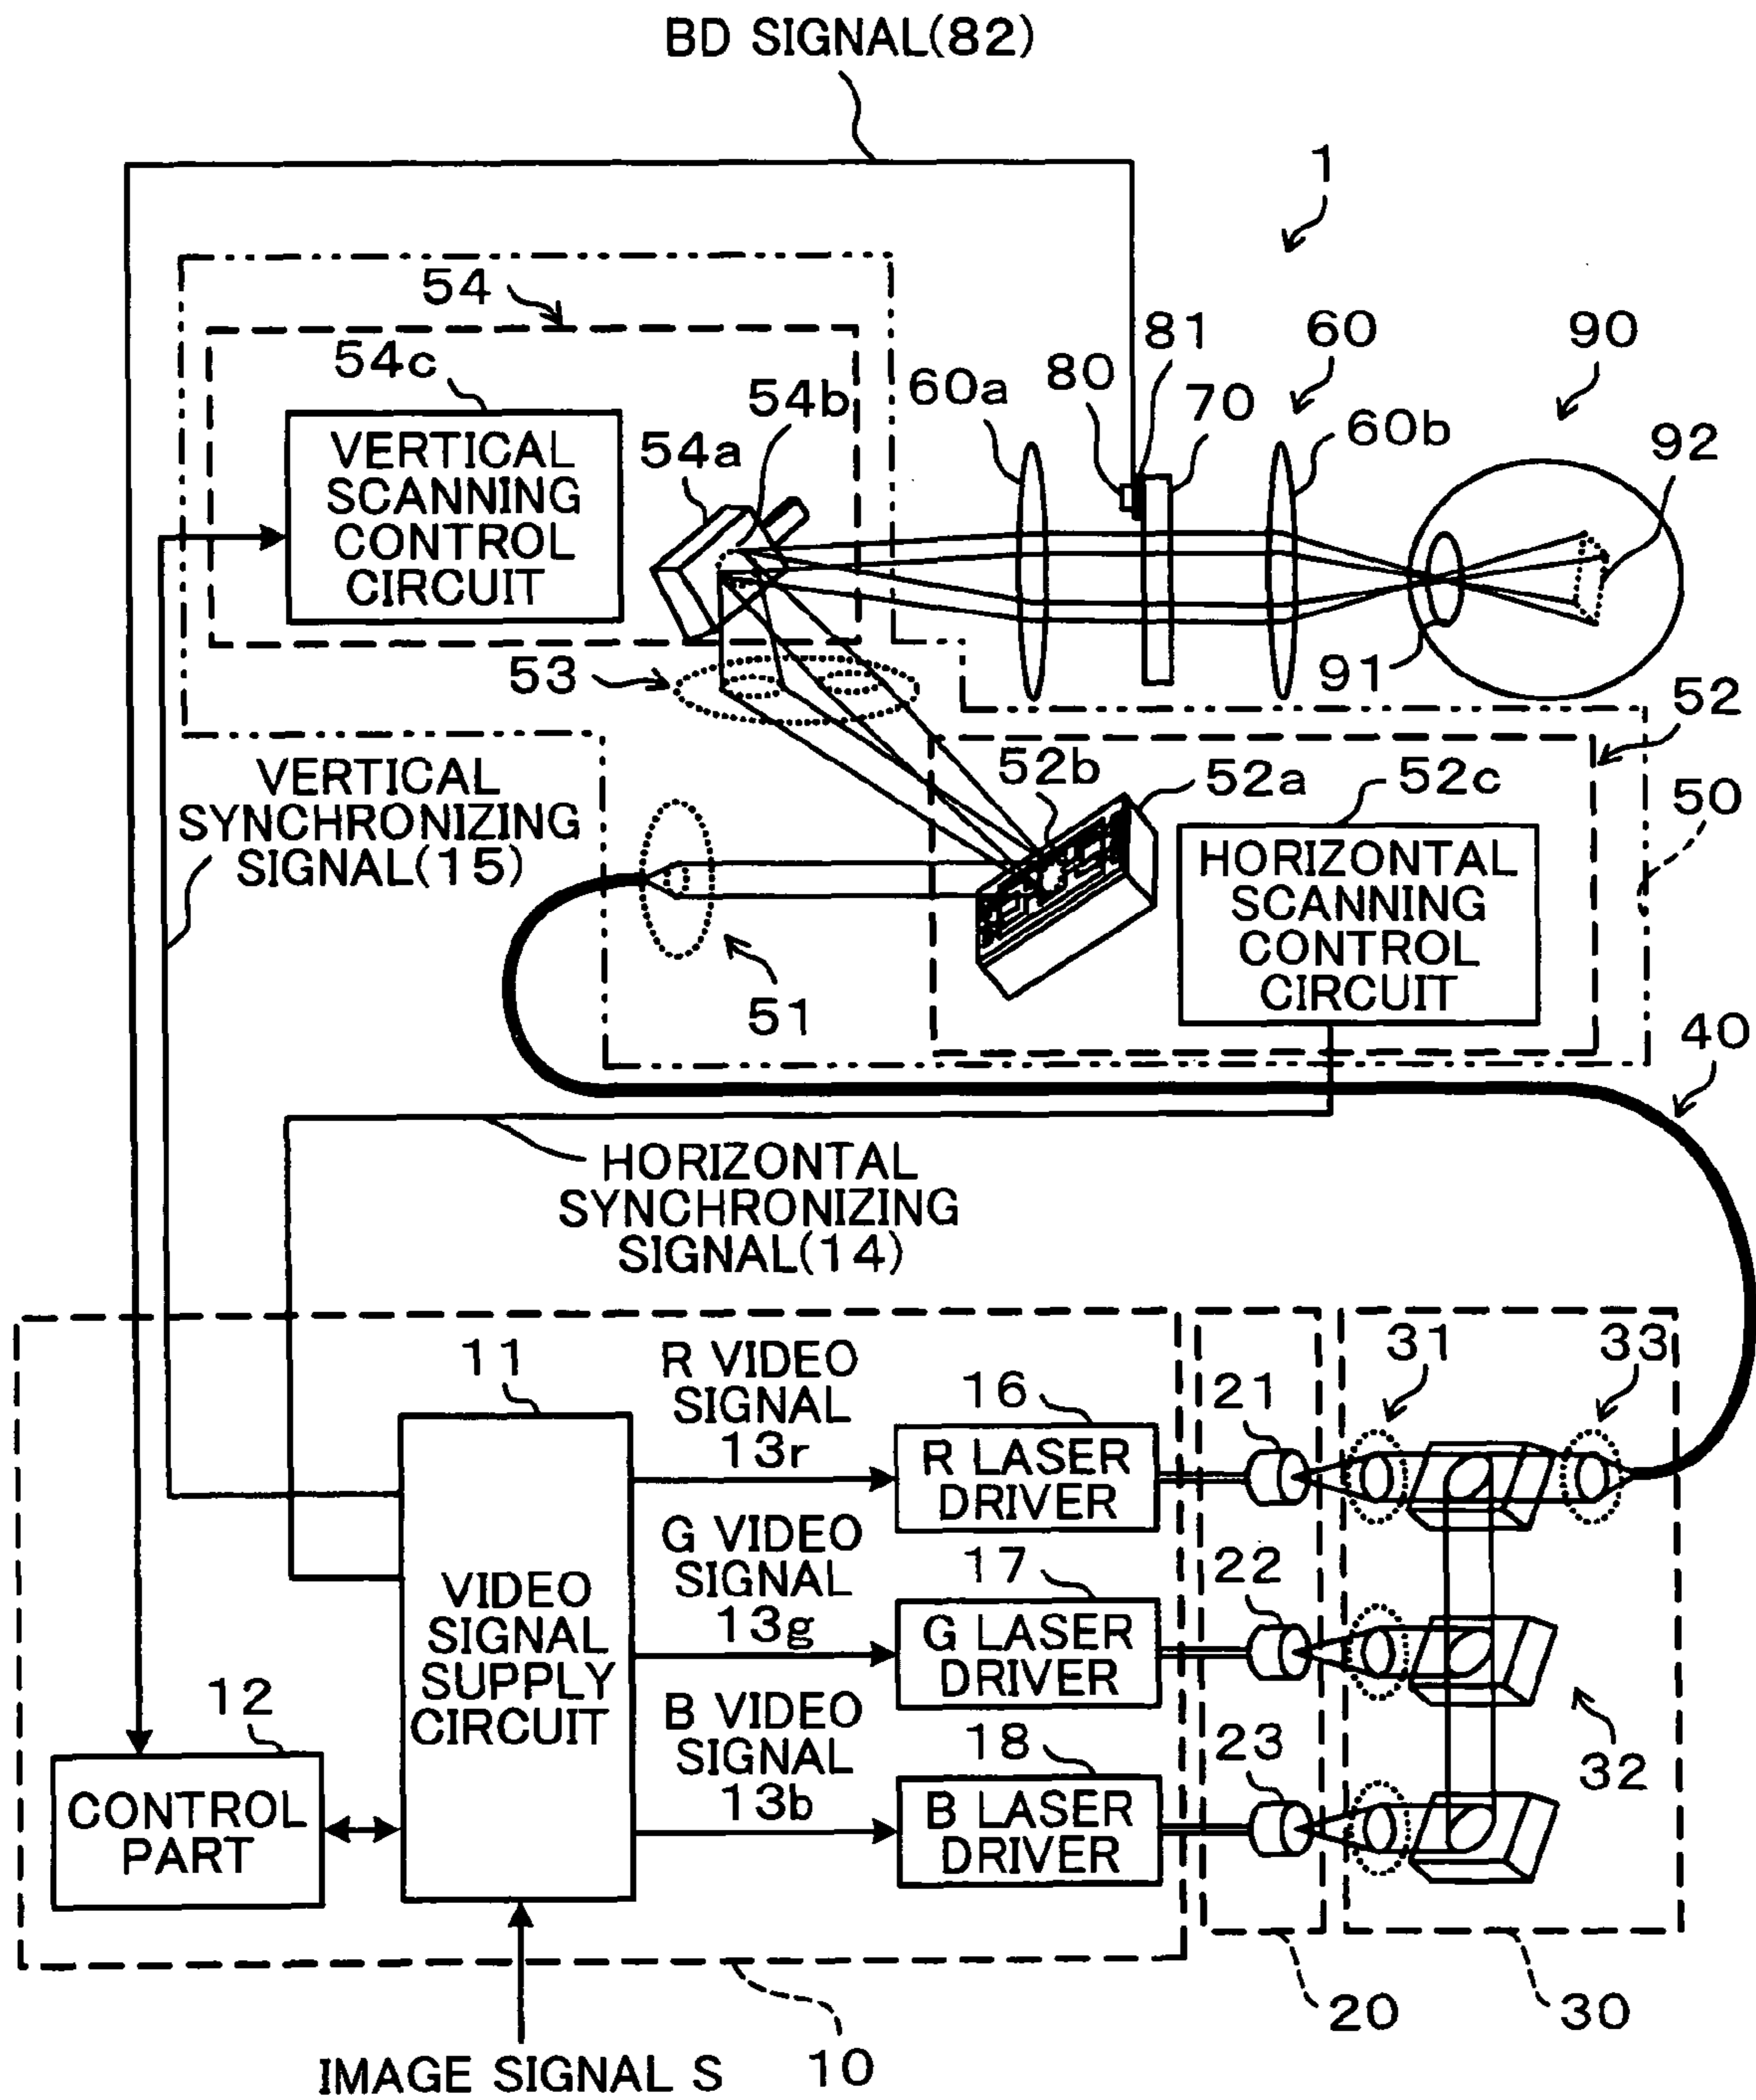 BD SIGNAL(82)
1
54
54c
54b
54a
VERTICAL
SCANNING
CONTROL
CIRCUIT
60a
80
81
70
60
60b
90
92
91
53
52
52b
52a
52c
50
VERTICAL
SYNCHRONIZING
SIGNAL(15)
HORIZONTAL
SCANNING
CONTROL
CIRCUIT
51
40
HORIZONTAL
SYNCHRONIZING
SIGNAL(14)
11
R VIDEO
SIGNAL
13r
16
R LASER
DRIVER
21
31
33
VIDEO
SIGNAL
SUPPLY
CIRCUIT
G VIDEO
SIGNAL
13g
17
G LASER
DRIVER
22
32
12
CONTROL
PART
B VIDEO
SIGNAL
13b
18
B LASER
DRIVER
23
20
30
10
IMAGE SIGNAL S